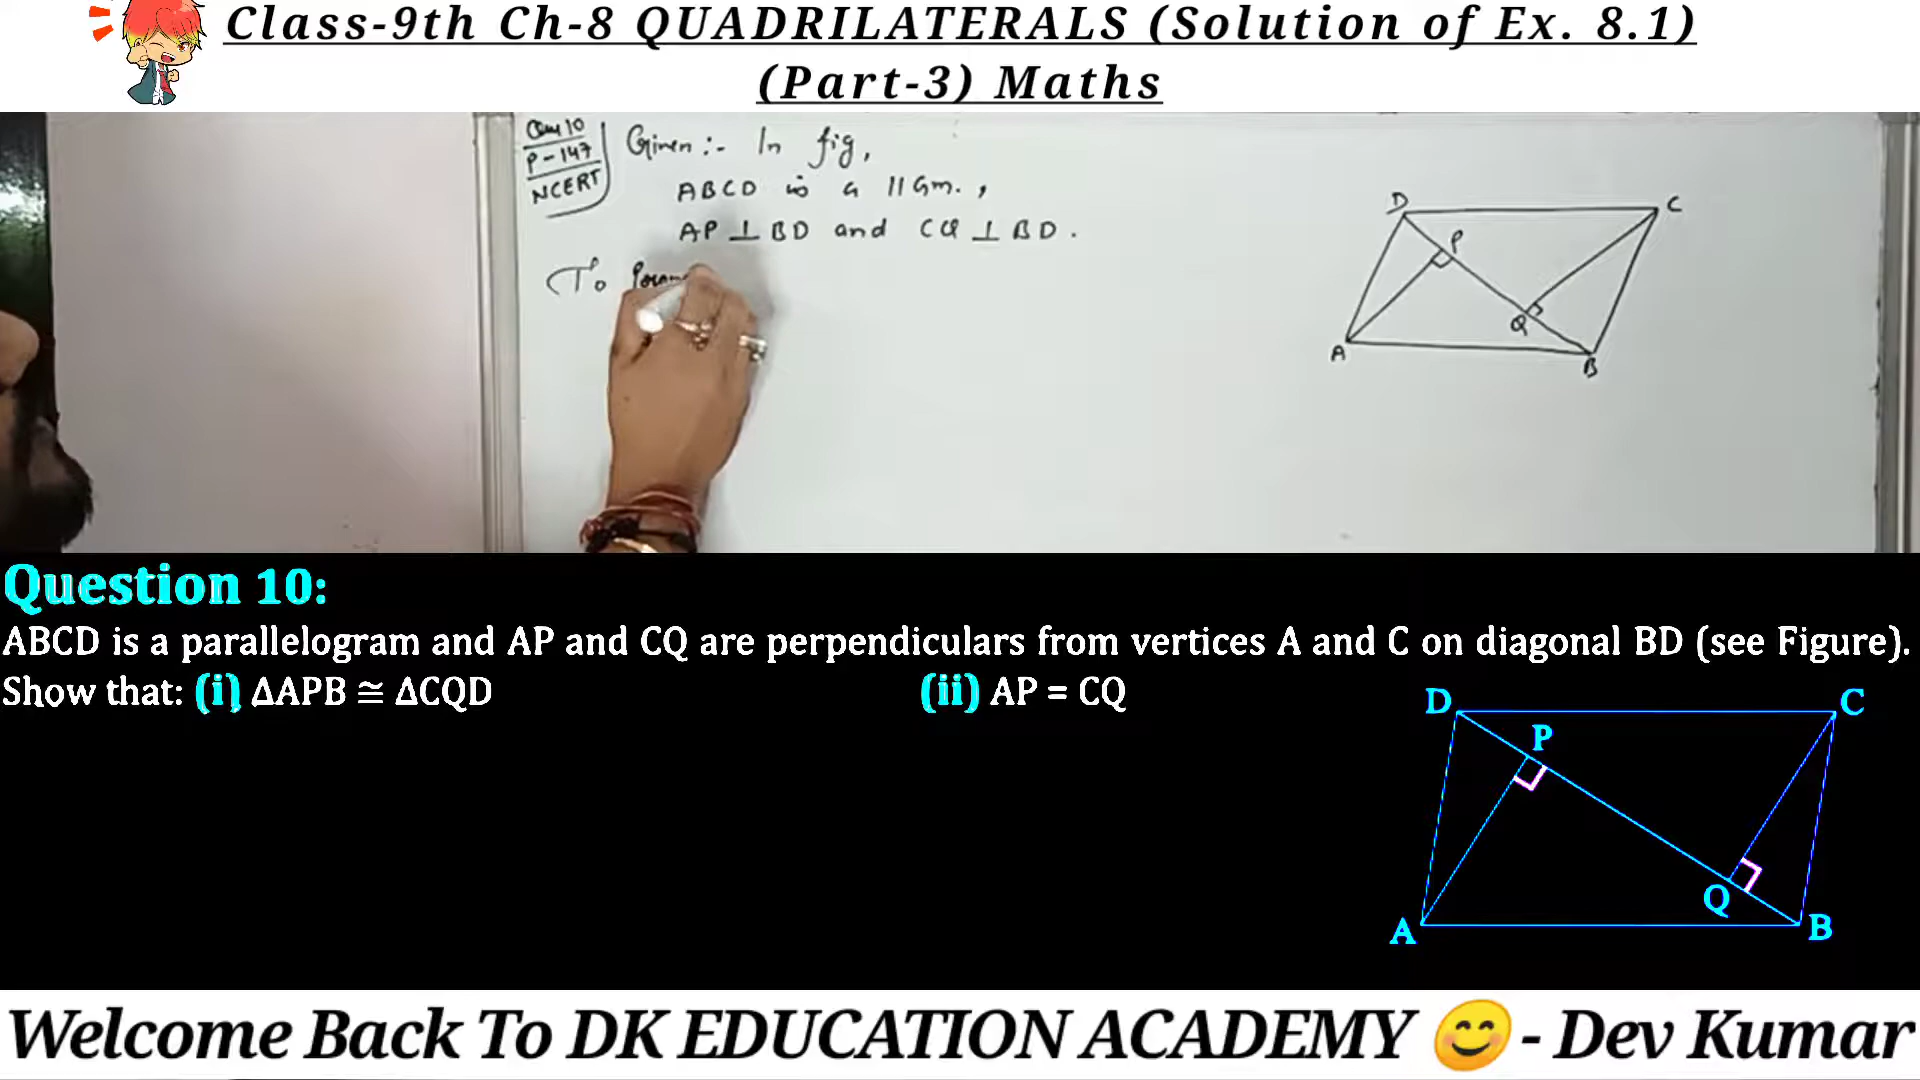 Class-9th Ch-8 QUADRILATERALS (Solution of Ex. 8.1)
(Part-3) Maths
Given :- In fig,
P-147
NCERT
ABCD is a ||Gm.,
AP ⊥ BD and CQ ⊥ BD.
To
D
C
P
Q
A
B
Question 10:
ABCD is a parallelogram and AP and CQ are perpendiculars from vertices A and C on diagonal BD (see Figure).
Show that: (i) ΔAPB ≅ ΔCQD (ii) AP = CQ
D
C
P
Q
A
B
Welcome Back To DK EDUCATION ACADEMY 😊 - Dev Kumar